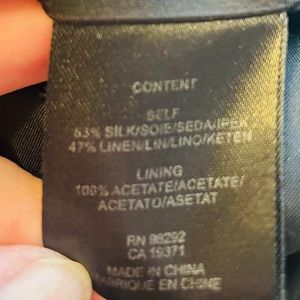 CONTENT
SELF
53% SILK/SOIE/SEDA/IPEK
47% LINEN/LIN/LINO/KETEN
LINING
100% ACETATE/ACETATE/
ACETATO/ASETAT
RN 98292
CA 19371
MADE IN CHINA
FABRIQUE EN CHINE